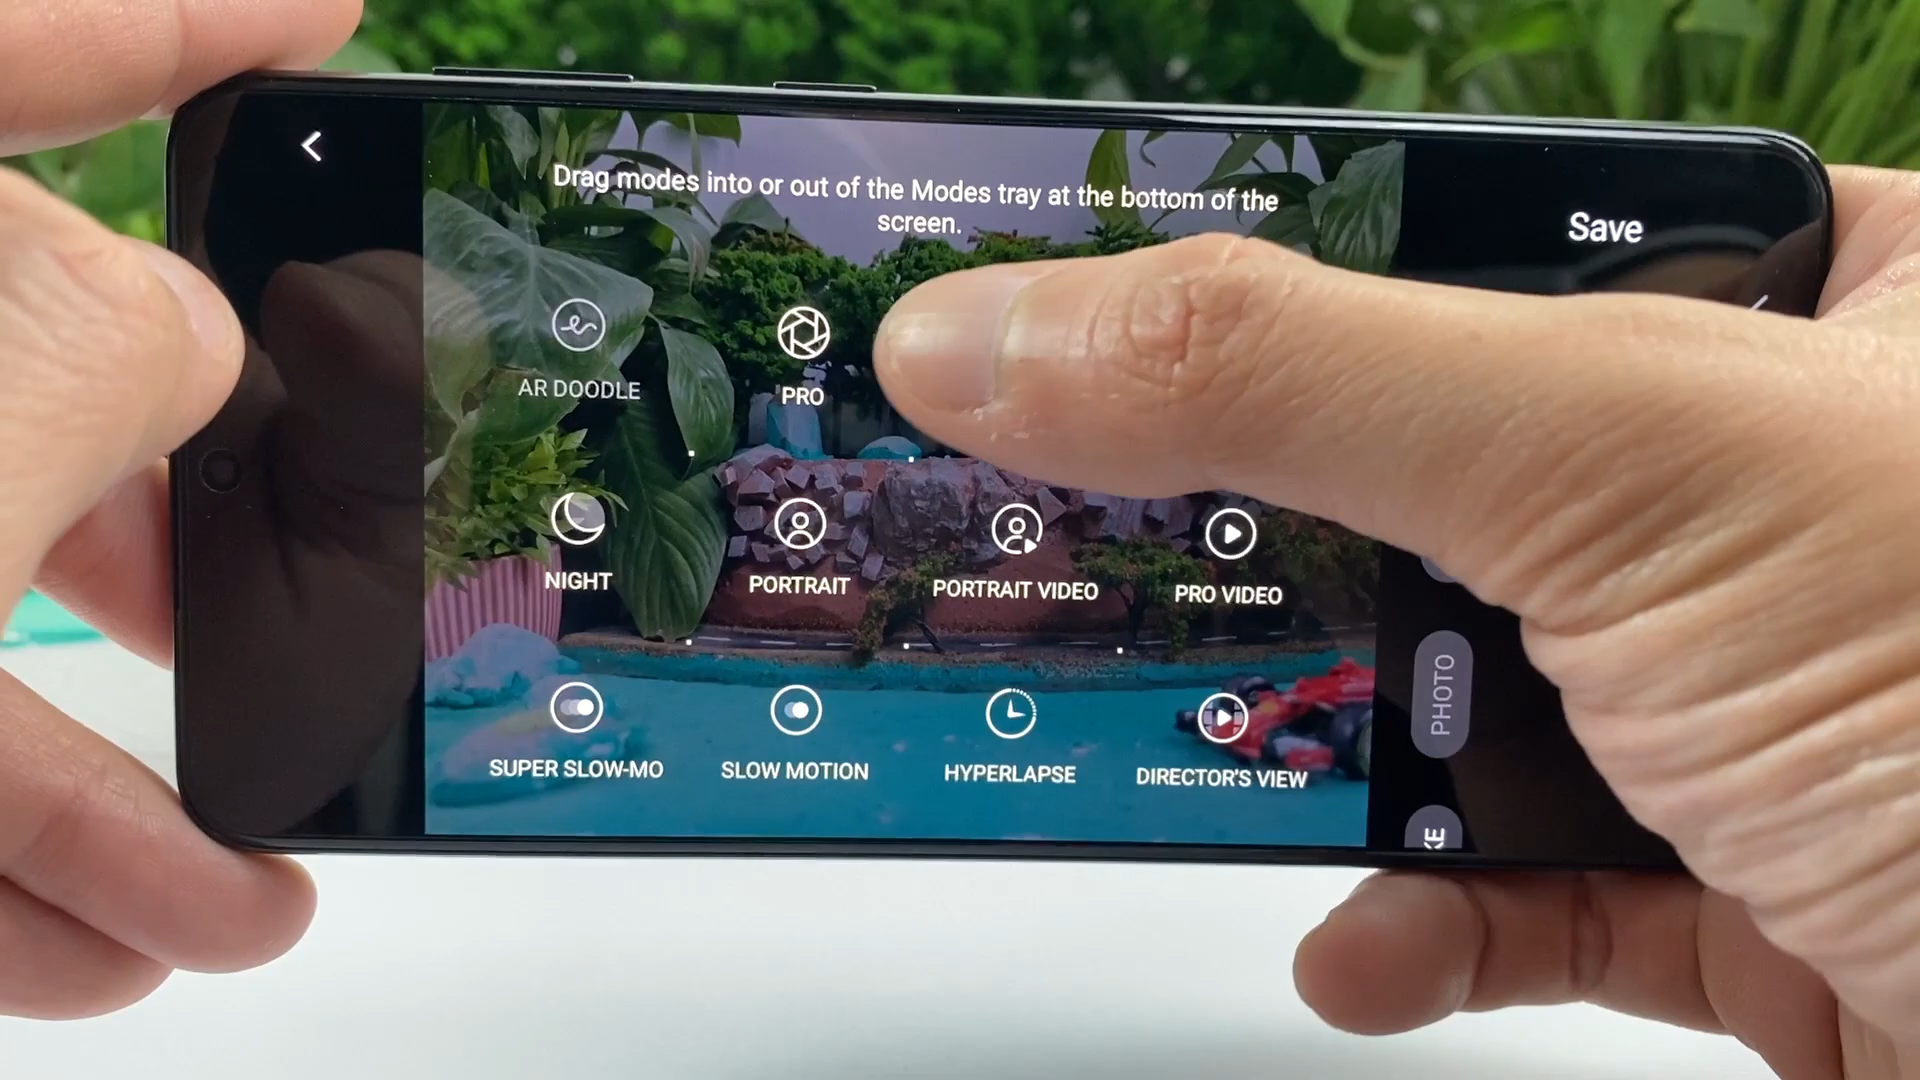 Drag modes into or out of the Modes tray at the bottom of the
screen.
Save
AR DOODLE
PRO
NIGHT
PORTRAIT
PORTRAIT VIDEO
PRO VIDEO
PHOTO
SUPER SLOW-MO
SLOW MOTION
HYPERLAPSE
DIRECTOR'S VIEW